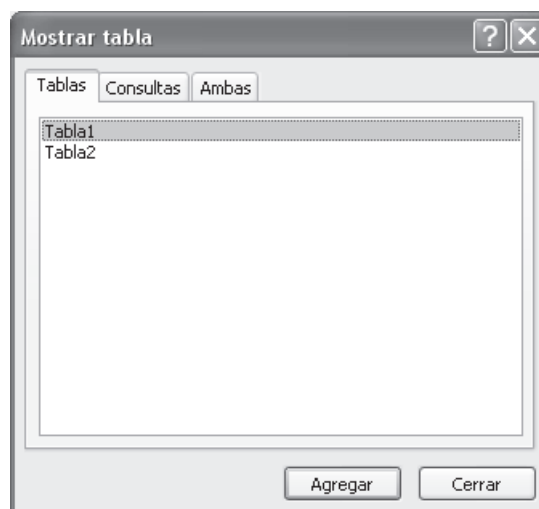 Mostrar tabla
Tablas Consultas Ambas
Tabla1
Tabla2
Agregar Cerrar